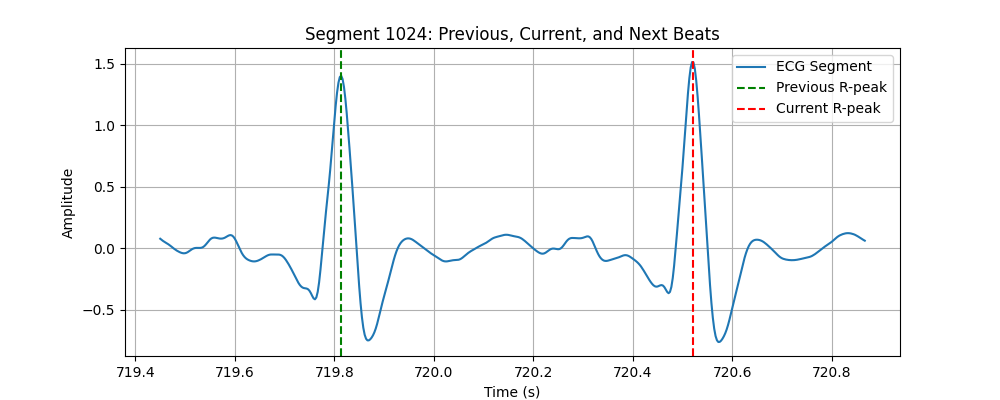 Segment 1024: Previous, Current, and Next Beats
ECG Segment
Previous R-peak
Current R-peak
Amplitude
1.5
1.0
0.5
0.0
−0.5
719.4 719.6 719.8 720.0 720.2 720.4 720.6 720.8
Time (s)